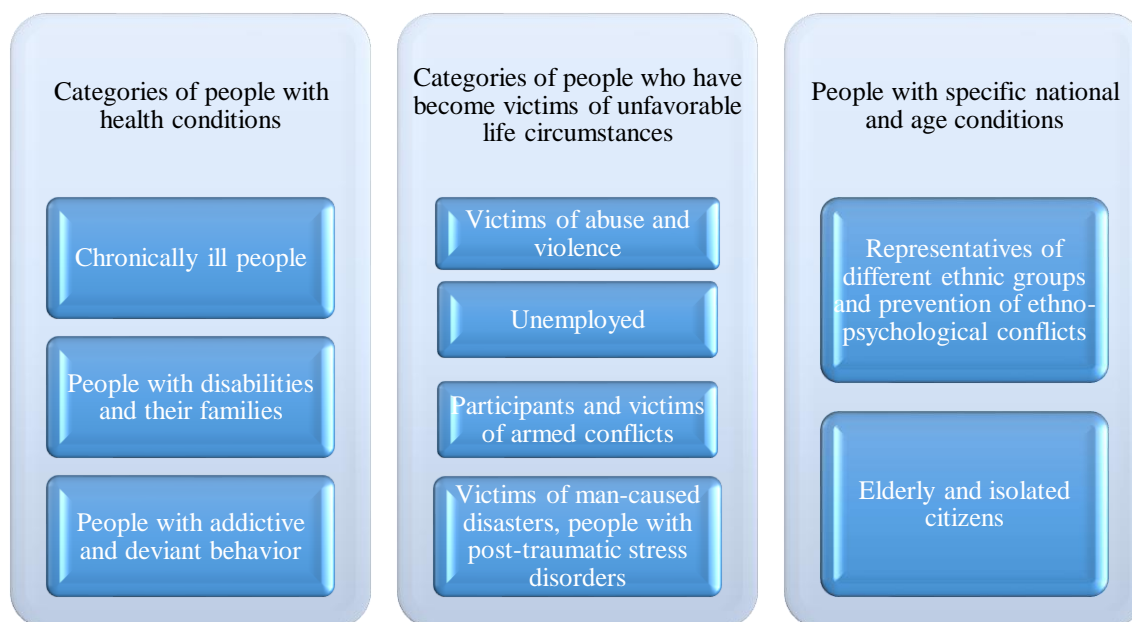 Categories of people with
health conditions
Chronically ill people
People with disabilities
and their families
People with addictive
and deviant behavior
Categories of people who have
become victims of unfavorable
life circumstances
Victims of abuse and
violence
Unemployed
Participants and victims
of armed conflicts
Victims of man-caused
disasters, people with
post-traumatic stress
disorders
People with specific national
and age conditions
Representatives of
different ethnic groups
and prevention of ethno-
psychological conflicts
Elderly and isolated
citizens